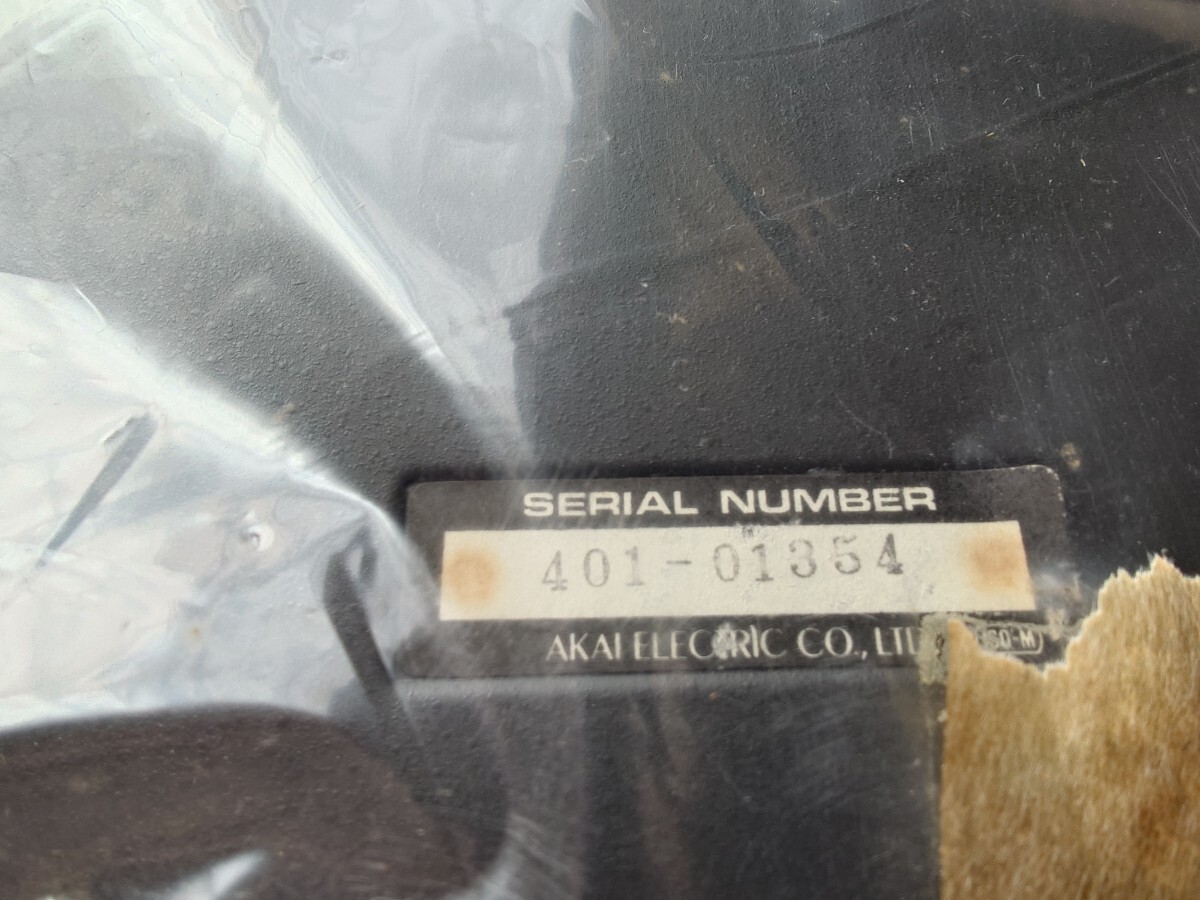 SERIAL NUMBER
401-01354
AKAI ELECTRIC CO., LTD